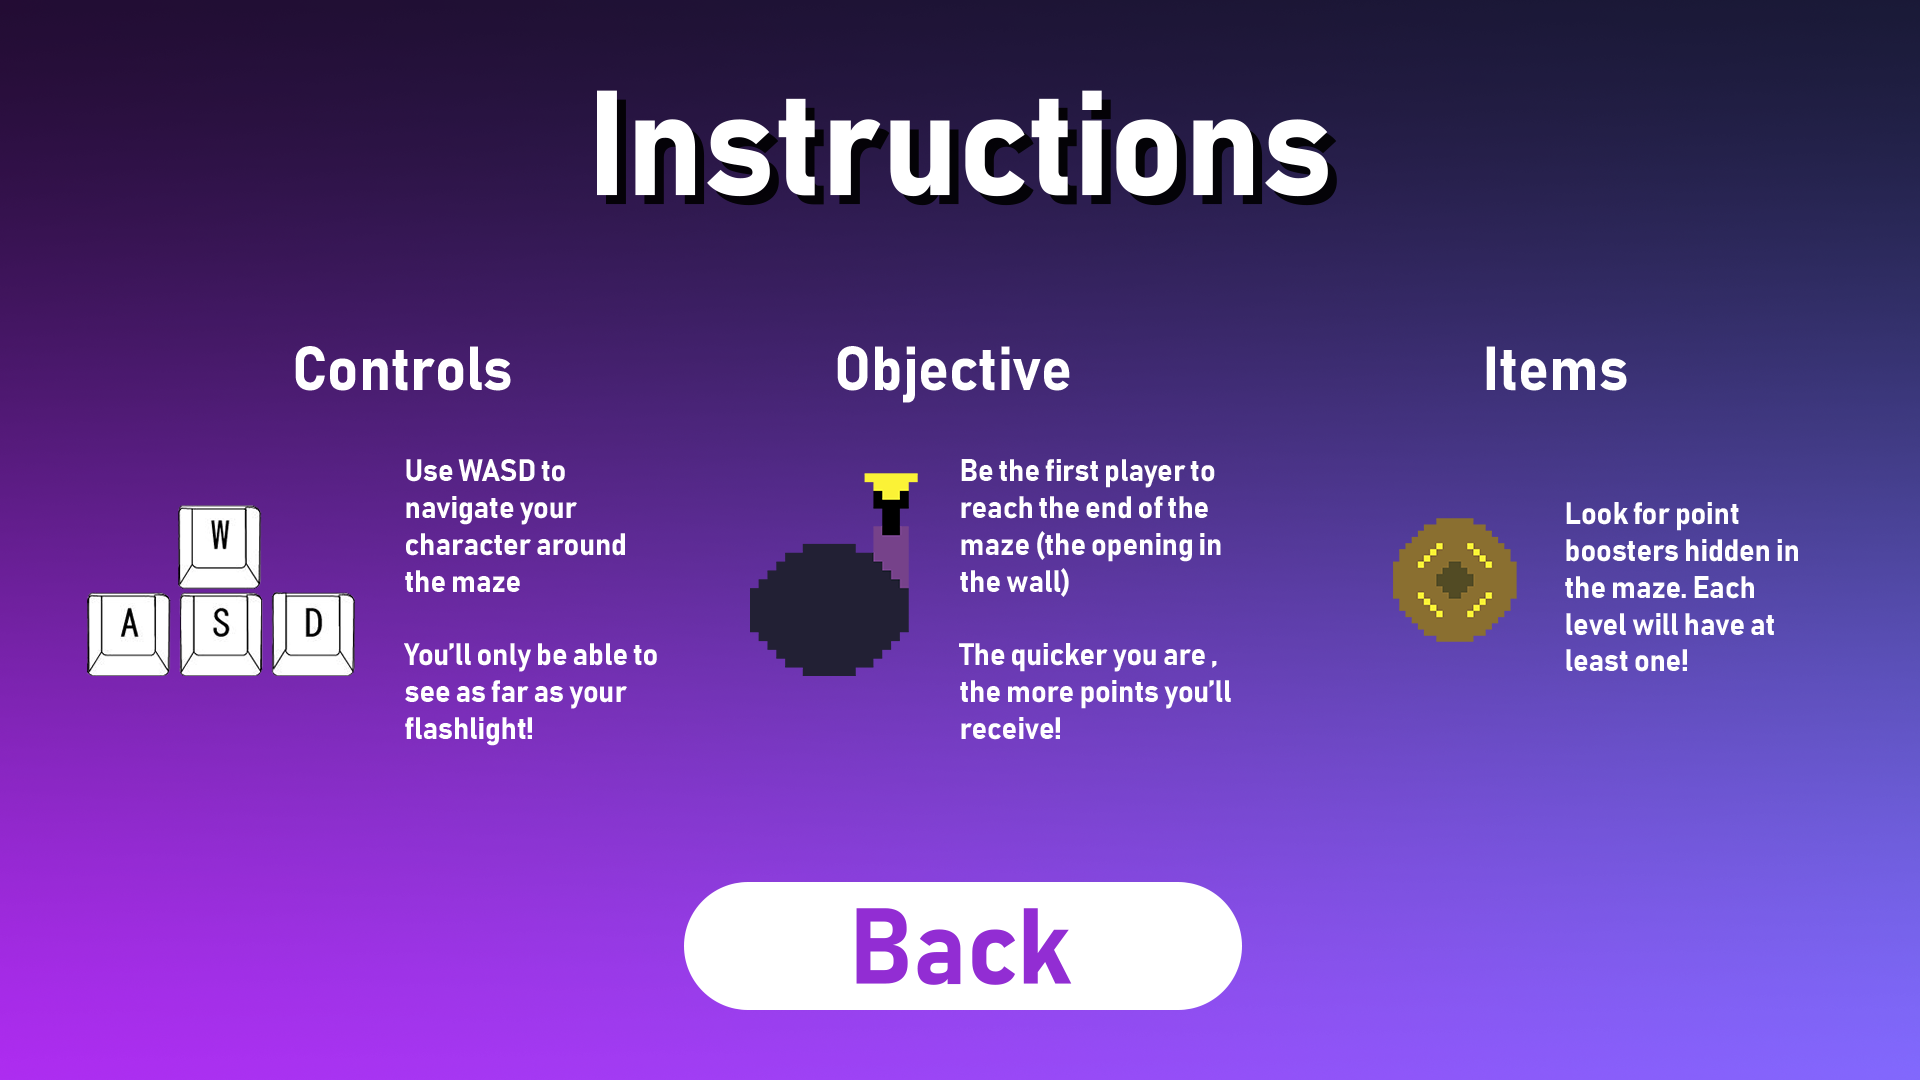 Instructions
Controls
W
A S D
Use WASD to
navigate your
character around
the maze
You'll only be able to
see as far as your
flashlight!
Objective
Be the first player to
reach the end of the
maze (the opening in
the wall)
The quicker you are ,
the more points you'll
receive!
Items
Look for point
boosters hidden in
the maze. Each
level will have at
least one!
Back